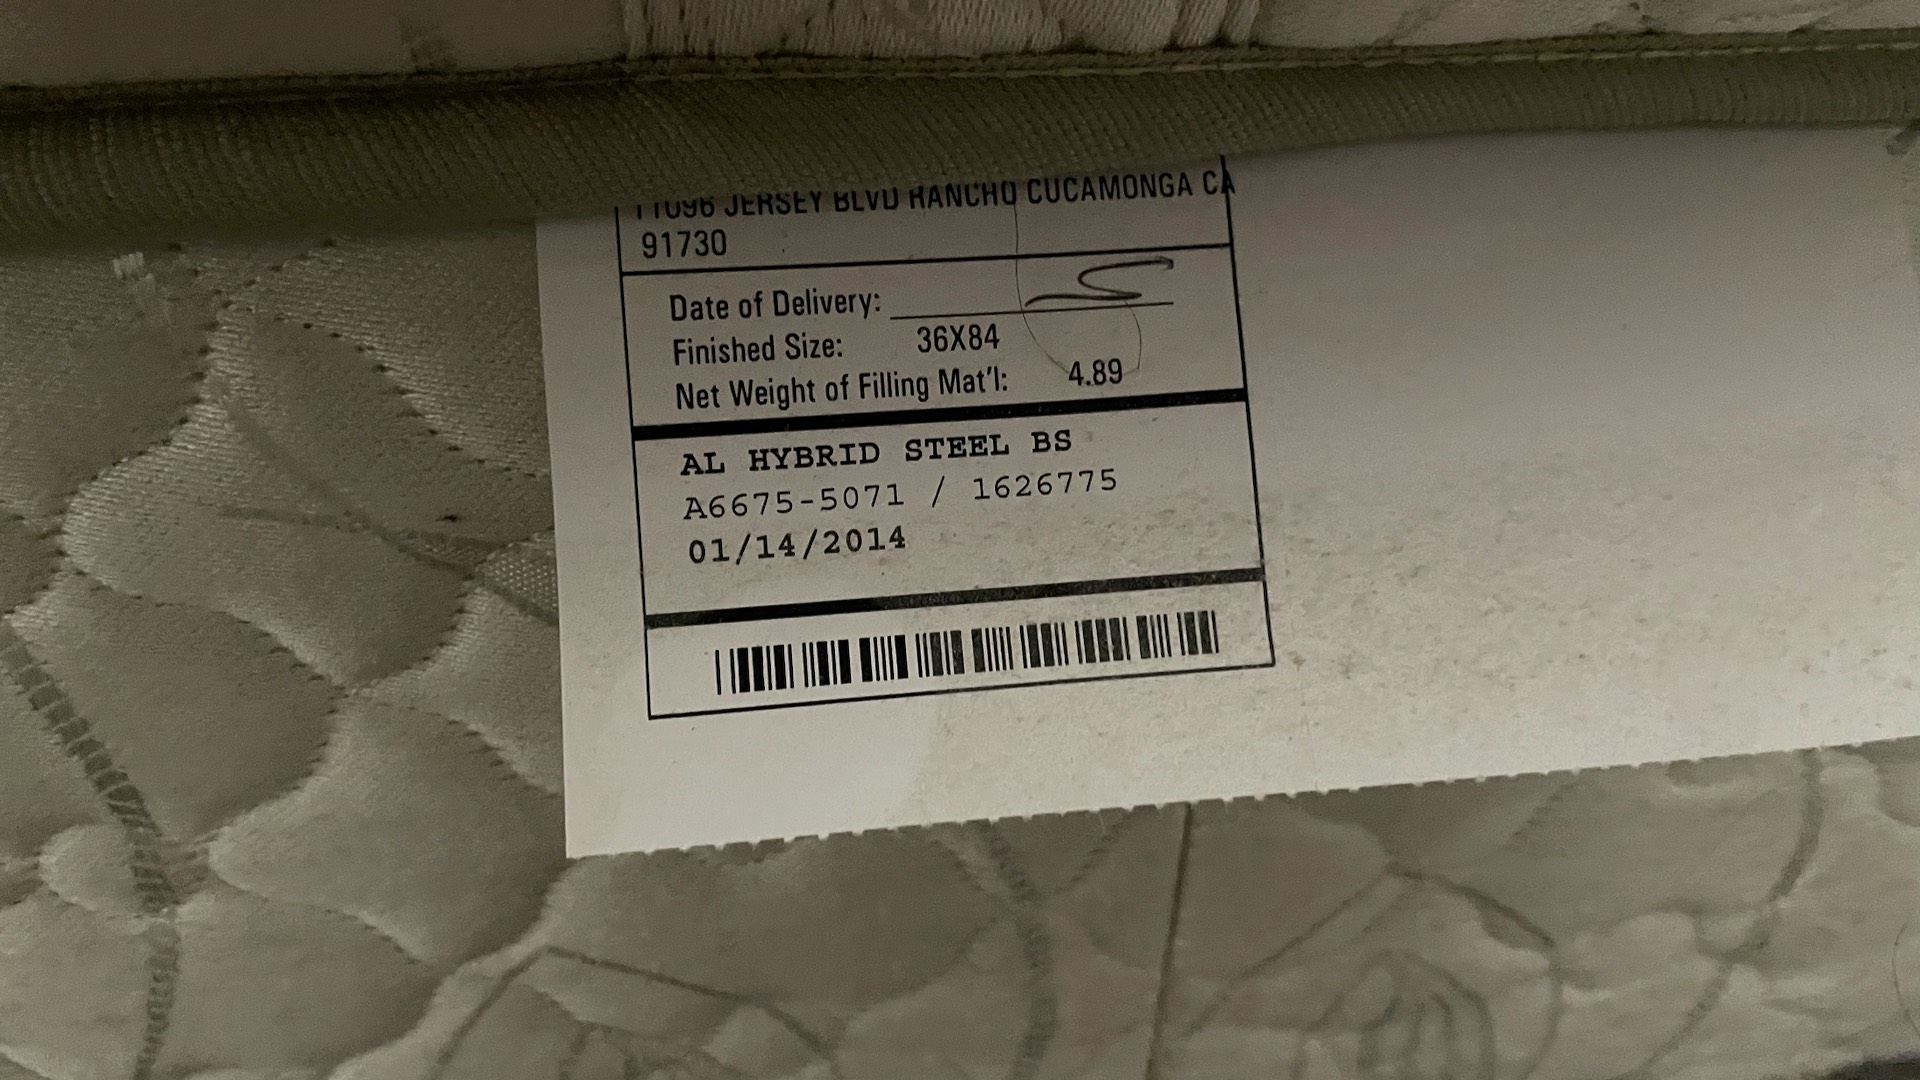 11096 JERSEY BLVD RANCHO CUCAMONGA CA
91730
Date of Delivery:
Finished Size: 36X84
Net Weight of Filling Mat'l: 4.89
AL HYBRID STEEL BS
A6675-5071 / 1626775
01/14/2014